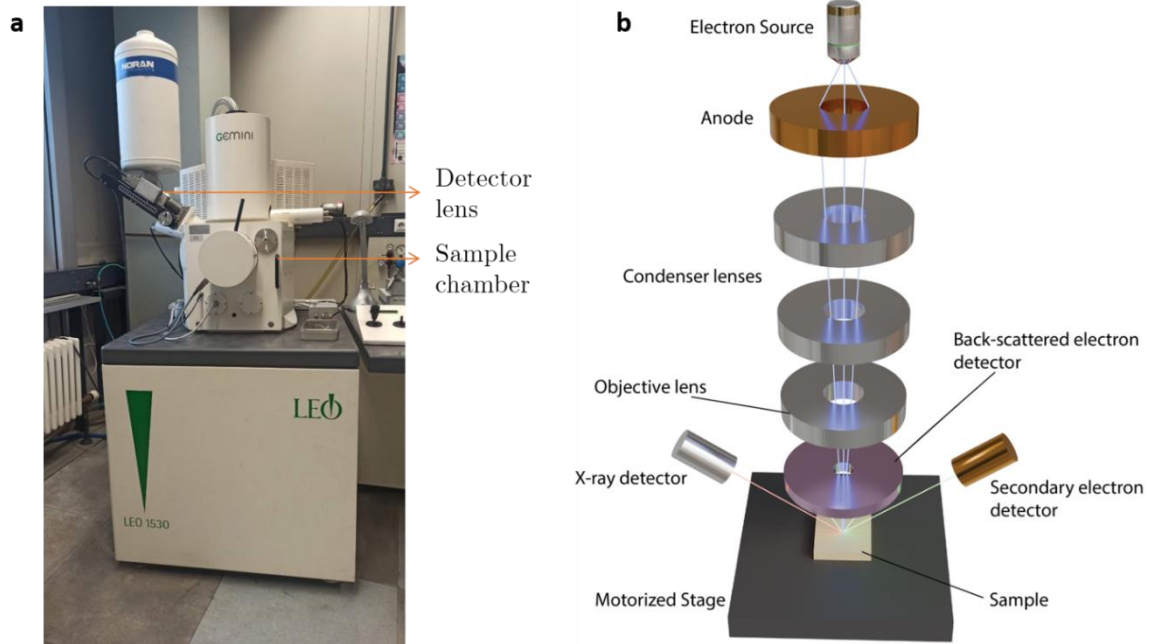 a
NORAN
GEMINI
Detector
lens
Sample
chamber
LEO
LEO 1530
b
Electron Source
Anode
Condenser lenses
Back-scattered electron
detector
Objective lens
X-ray detector
Secondary electron
detector
Motorized Stage
Sample